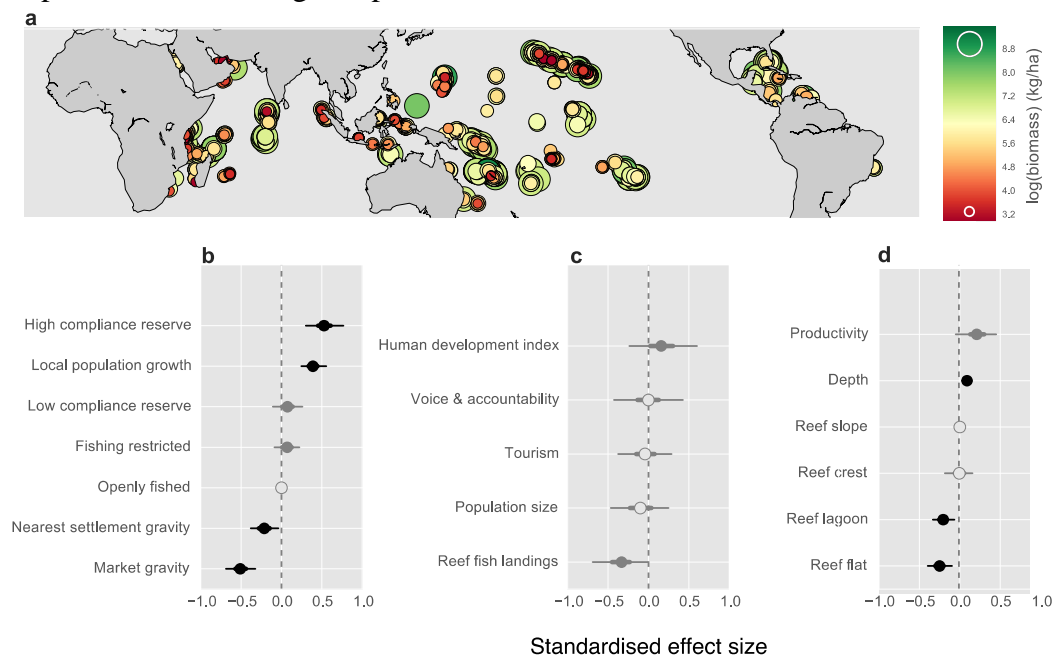 a
8.8
8.0
7.2
6.4
5.6
4.8
4.0
3.2
log(biomass) (kg/ha)
b
High compliance reserve
Local population growth
Low compliance reserve
Fishing restricted
Openly fished
Nearest settlement gravity
Market gravity
−1.0 −0.5 0.0 0.5 1.0
c
Human development index
Voice & accountability
Tourism
Population size
Reef fish landings
−1.0 −0.5 0.0 0.5 1.0
d
Productivity
Depth
Reef slope
Reef crest
Reef lagoon
Reef flat
−1.0 −0.5 0.0 0.5 1.0
Standardised effect size